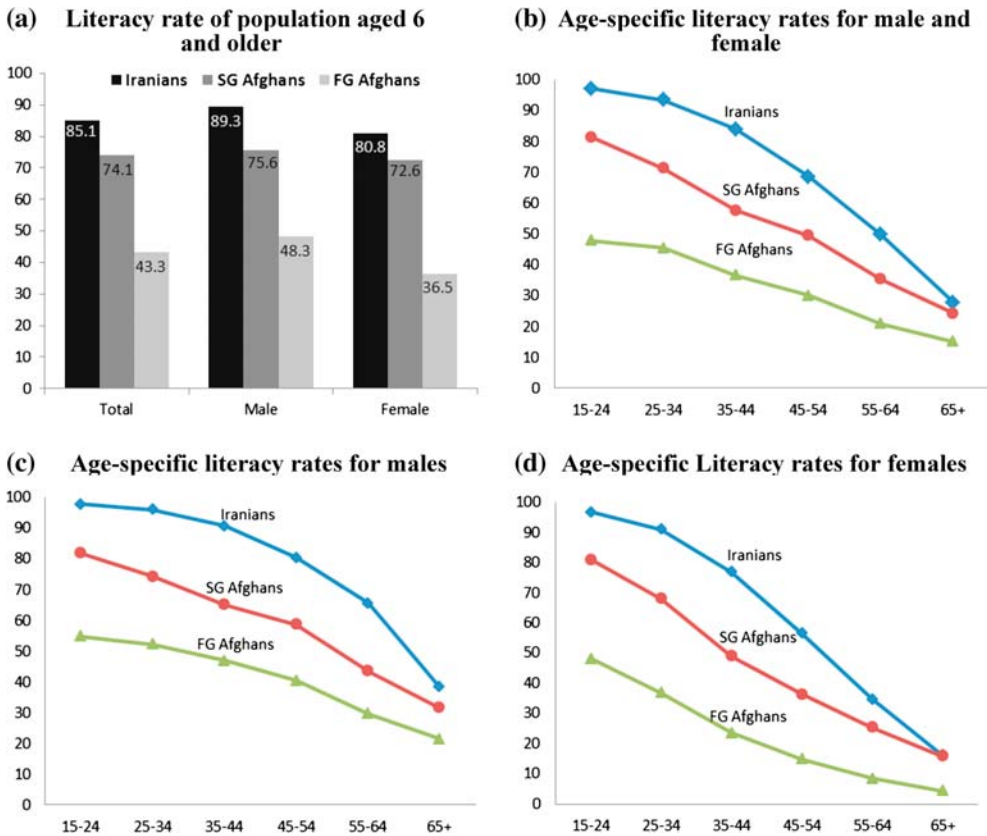 (a) Literacy rate of population aged 6
and older
Iranians SG Afghans FG Afghans
100
90
80
70
60
50
40
30
20
10
0
85.1
74.1
43.3
89.3
75.6
48.3
80.8
72.6
36.5
Total Male Female
(b) Age-specific literacy rates for male and
female
100
90
80
70
60
50
40
30
20
10
0
Iranians
SG Afghans
FG Afghans
15-24 25-34 35-44 45-54 55-64 65+
(c) Age-specific literacy rates for males
100
90
80
70
60
50
40
30
20
10
0
Iranians
SG Afghans
FG Afghans
15-24 25-34 35-44 45-54 55-64 65+
(d) Age-specific Literacy rates for females
100
90
80
70
60
50
40
30
20
10
0
Iranians
SG Afghans
FG Afghans
15-24 25-34 35-44 45-54 55-64 65+